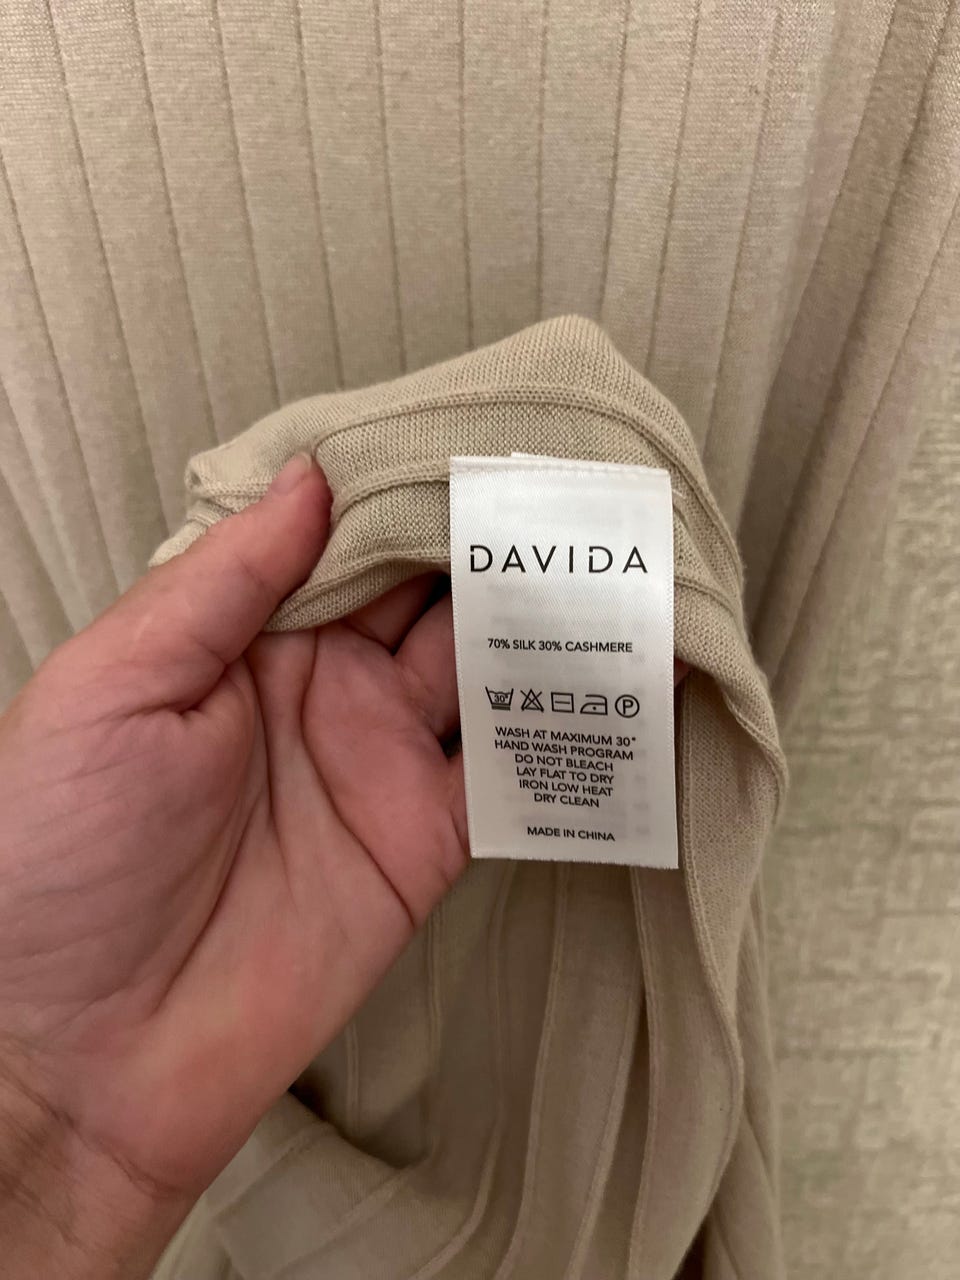 DAVIDA
70% SILK 30% CASHMERE
30° P
WASH AT MAXIMUM 30°
HAND WASH PROGRAM
DO NOT BLEACH
LAY FLAT TO DRY
IRON LOW HEAT
DRY CLEAN
MADE IN CHINA